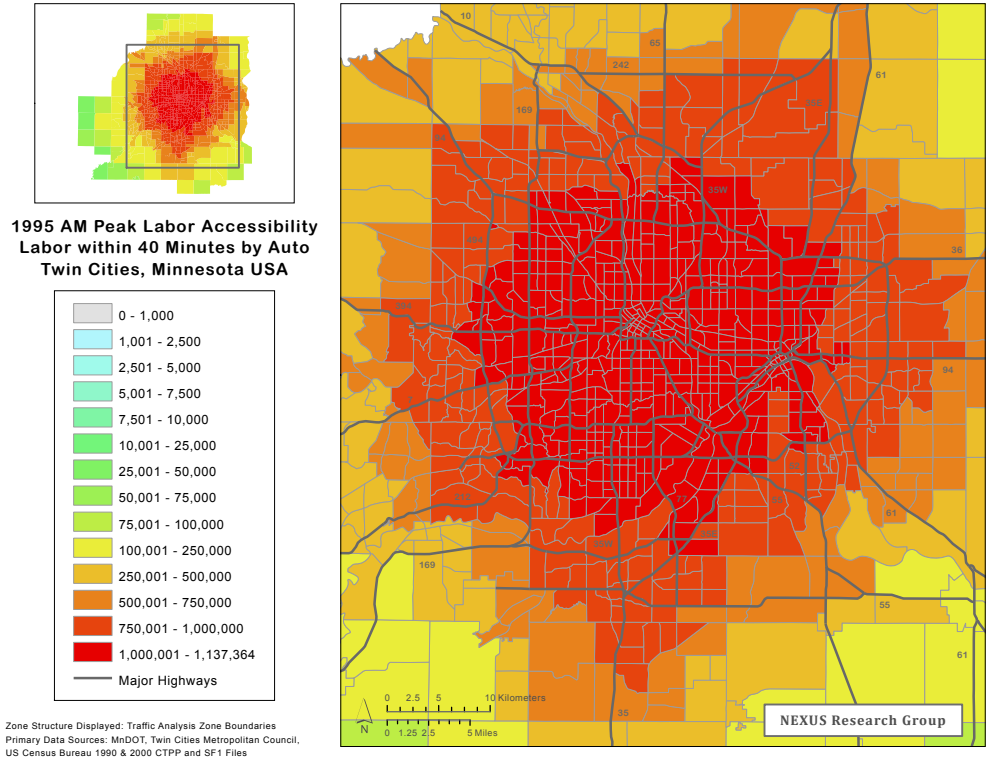 1995 AM Peak Labor Accessibility
Labor within 40 Minutes by Auto
Twin Cities, Minnesota USA
0 - 1,000
1,001 - 2,500
2,501 - 5,000
5,001 - 7,500
7,501 - 10,000
10,001 - 25,000
25,001 - 50,000
50,001 - 75,000
75,001 - 100,000
100,001 - 250,000
250,001 - 500,000
500,001 - 750,000
750,001 - 1,000,000
1,000,001 - 1,137,364
Major Highways
Zone Structure Displayed: Traffic Analysis Zone Boundaries
Primary Data Sources: MnDOT, Twin Cities Metropolitan Council,
US Census Bureau 1990 & 2000 CTPP and SF1 Files
10
65
242
61
169
35W
36
94
77
61
169
55
61
35
0 2.5 5 10 Kilometers
0 1.25 2.5 5 Miles
N
NEXUS Research Group